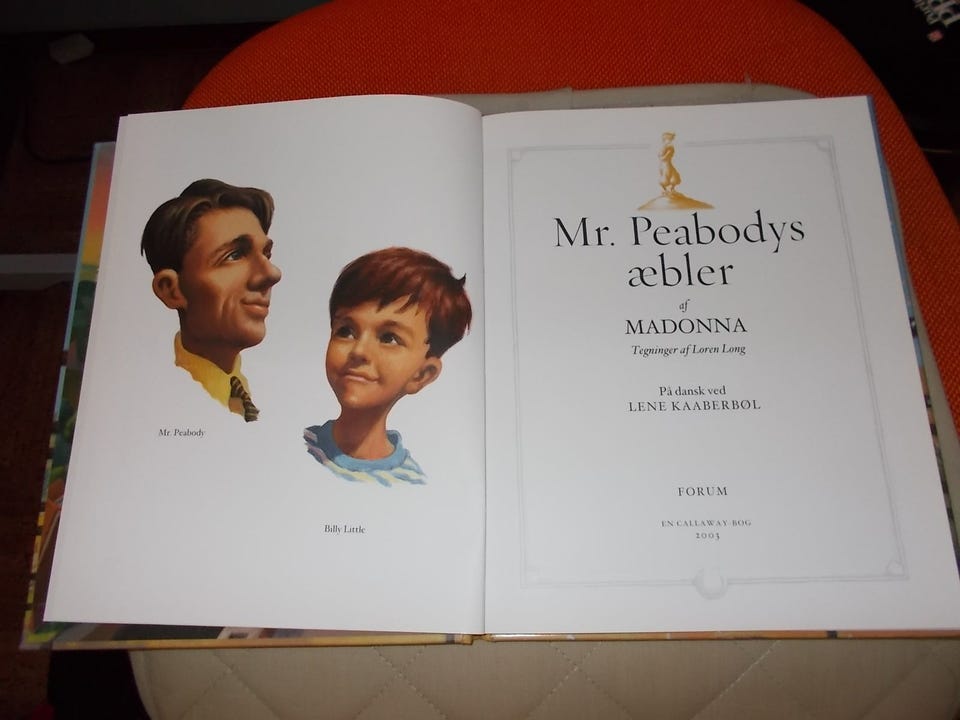 Mr. Peabody
Billy Little
Mr. Peabodys
æbler
af
MADONNA
Tegninger af Loren Long
På dansk ved
LENE KAABERBØL
FORUM
EN CALLAWAY-BOG
2003